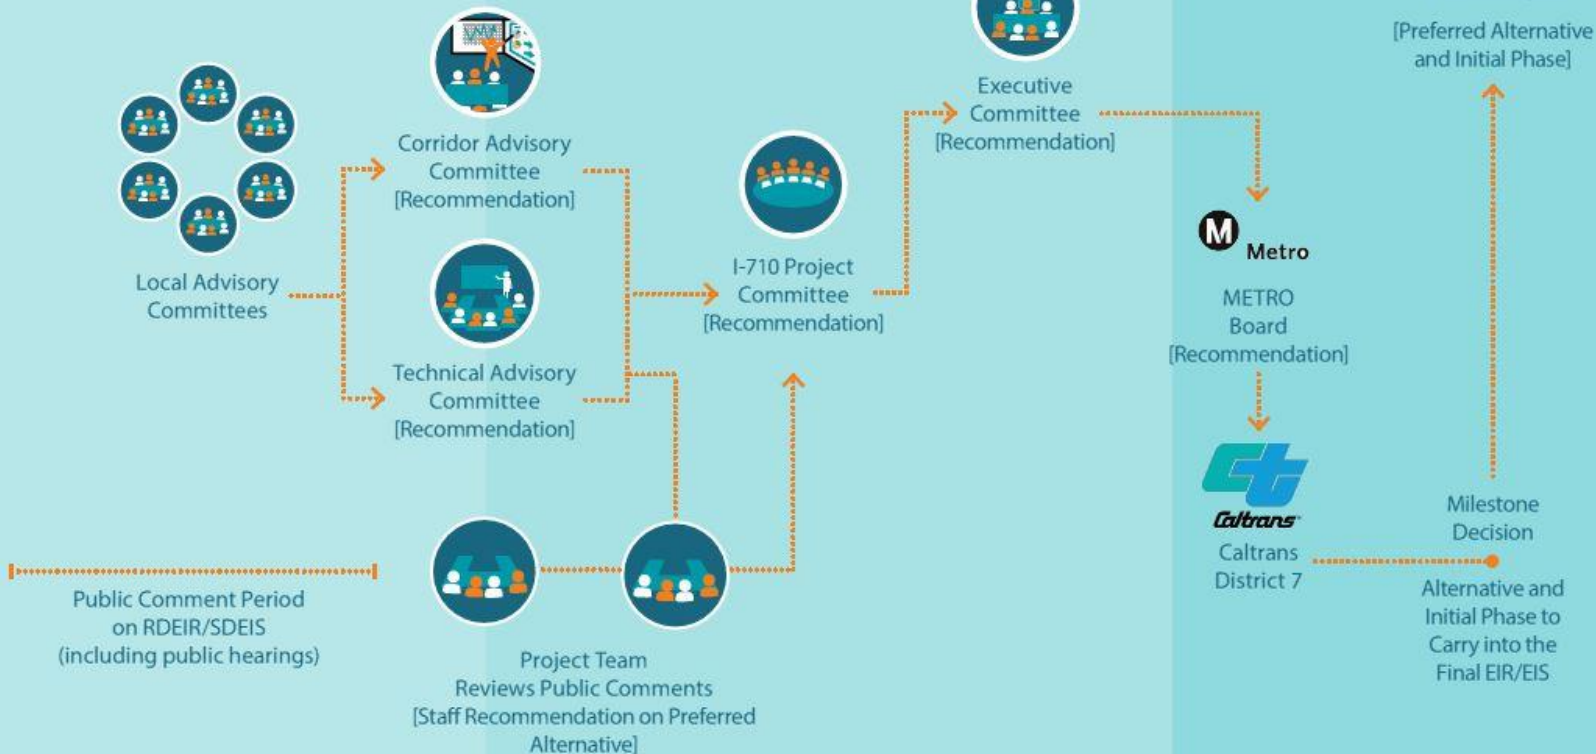 Local Advisory
Committees
Corridor Advisory
Committee
[Recommendation]
Technical Advisory
Committee
[Recommendation]
Public Comment Period
on RDEIR/SDEIS
(including public hearings)
Project Team
Reviews Public Comments
[Staff Recommendation on Preferred
Alternative]
I-710 Project
Committee
[Recommendation]
Executive
Committee
[Recommendation]
M
Metro
METRO
Board
[Recommendation]
Ct
Caltrans
Caltrans
District 7
Milestone
Decision
Alternative and
Initial Phase to
Carry into the
Final EIR/EIS
[Preferred Alternative
and Initial Phase]